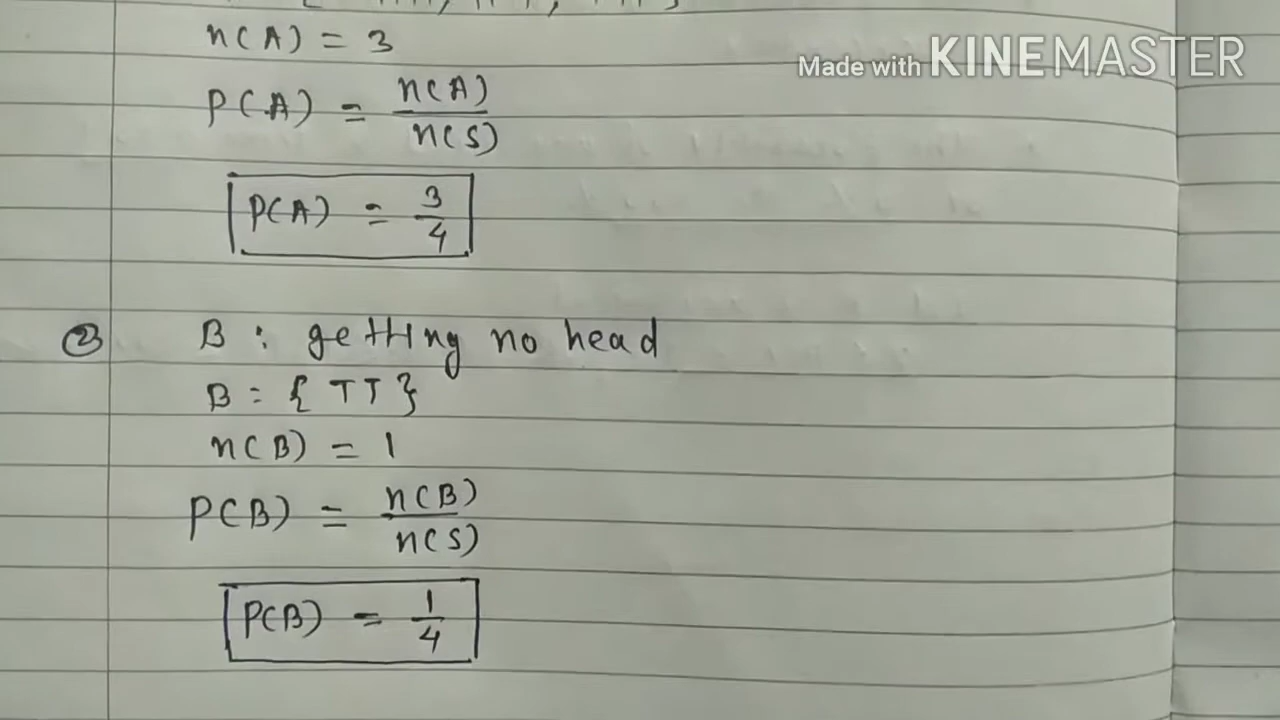 n(A) = 3
Made with KINEMASTER
P(A) = n(A)/n(S)
P(A) = 3/4
② B : getting no head
B = { TT }
n(B) = 1
P(B) = n(B)/n(S)
P(B) = 1/4